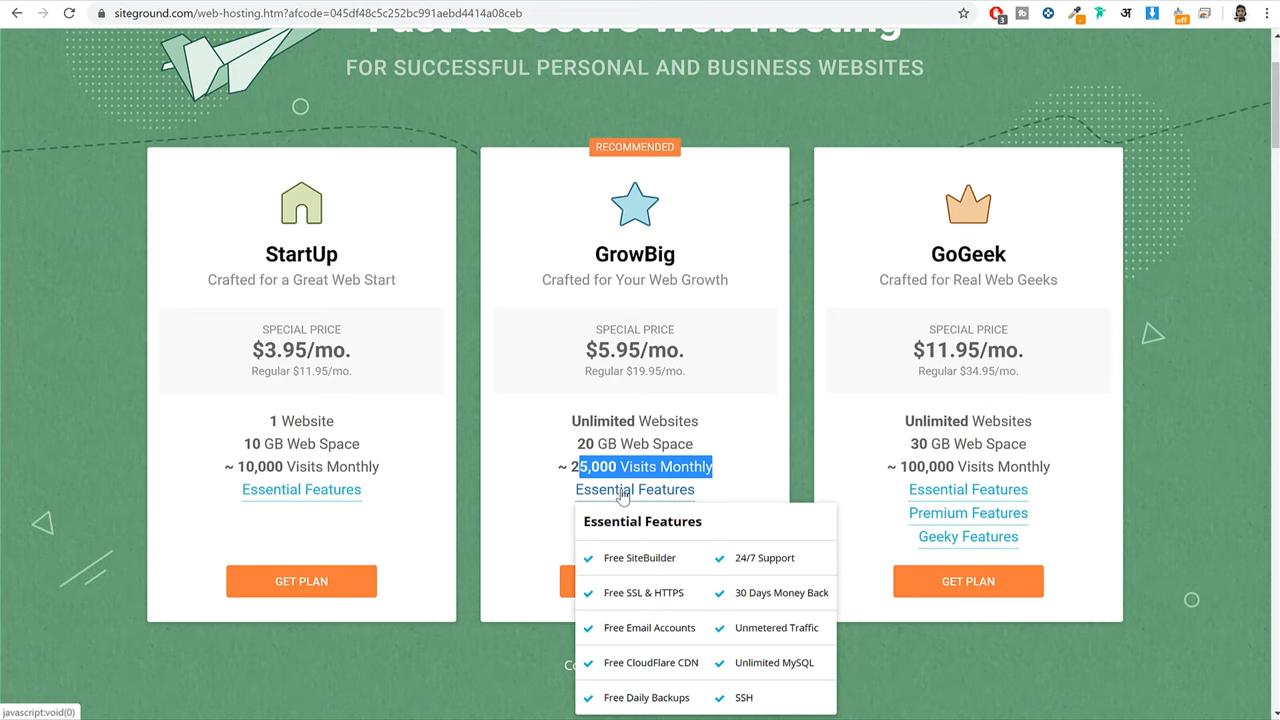 siteground.com/web-hosting.htm?afcode=045df48c5c252bc991aebd4414a08ceb
Fast & Secure Web Hosting
FOR SUCCESSFUL PERSONAL AND BUSINESS WEBSITES
StartUp
Crafted for a Great Web Start
SPECIAL PRICE
$3.95/mo.
Regular $11.95/mo.
1 Website
10 GB Web Space
~ 10,000 Visits Monthly
Essential Features
GET PLAN
RECOMMENDED
GrowBig
Crafted for Your Web Growth
SPECIAL PRICE
$5.95/mo.
Regular $19.95/mo.
Unlimited Websites
20 GB Web Space
~ 25,000 Visits Monthly
Essential Features
Essential Features
Free SiteBuilder 24/7 Support
Free SSL & HTTPS 30 Days Money Back
Free Email Accounts Unmetered Traffic
Free CloudFlare CDN Unlimited MySQL
Free Daily Backups SSH
GoGeek
Crafted for Real Web Geeks
SPECIAL PRICE
$11.95/mo.
Regular $34.95/mo.
Unlimited Websites
30 GB Web Space
~ 100,000 Visits Monthly
Essential Features
Premium Features
Geeky Features
GET PLAN
javascript:void(0)
3
off
अ